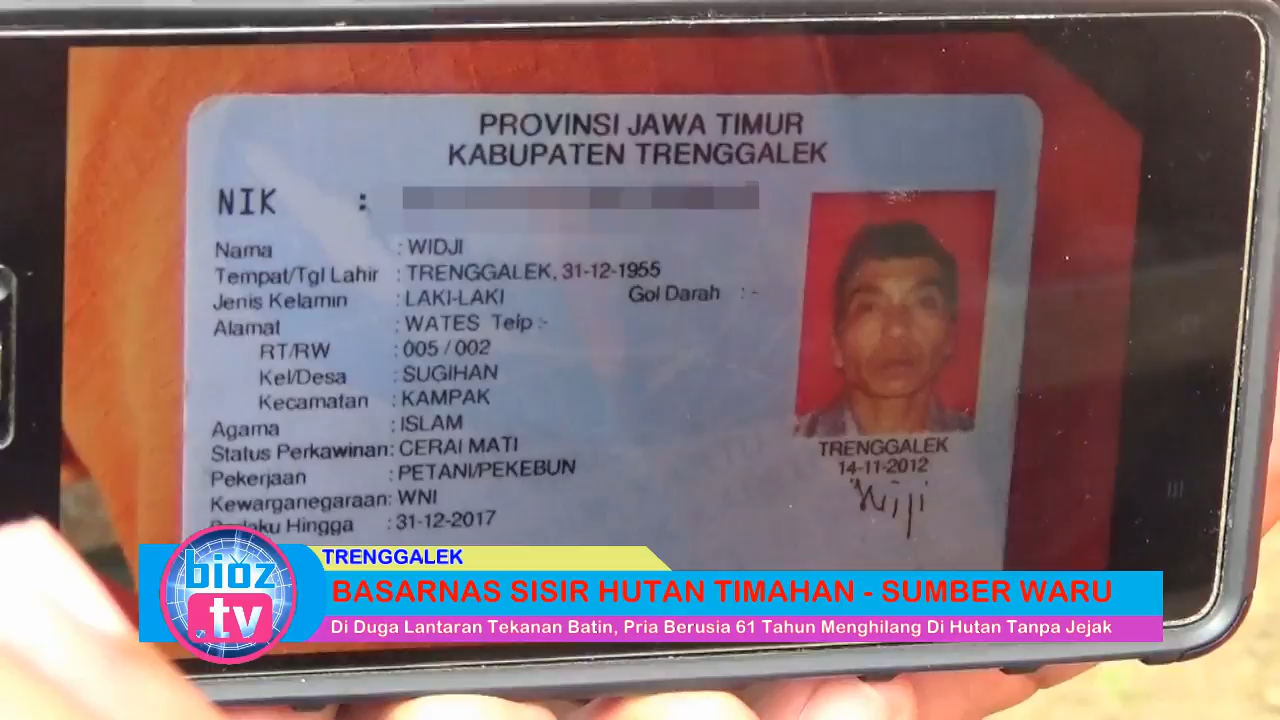 PROVINSI JAWA TIMUR
KABUPATEN TRENGGALEK
NIK :
Nama : WIDJI
Tempat/Tgl Lahir : TRENGGALEK, 31-12-1955
Jenis Kelamin : LAKI-LAKI Gol Darah : -
Alamat : WATES Telp :-
RT/RW : 005 / 002
Kel/Desa : SUGIHAN
Kecamatan : KAMPAK
Agama : ISLAM
Status Perkawinan: CERAI MATI
Pekerjaan : PETANI/PEKEBUN
Kewarganegaraan: WNI
Berlaku Hingga : 31-12-2017
TRENGGALEK
14-11-2012
Wiji
bioz
.tv
TRENGGALEK
BASARNAS SISIR HUTAN TIMAHAN - SUMBER WARU
Di Duga Lantaran Tekanan Batin, Pria Berusia 61 Tahun Menghilang Di Hutan Tanpa Jejak